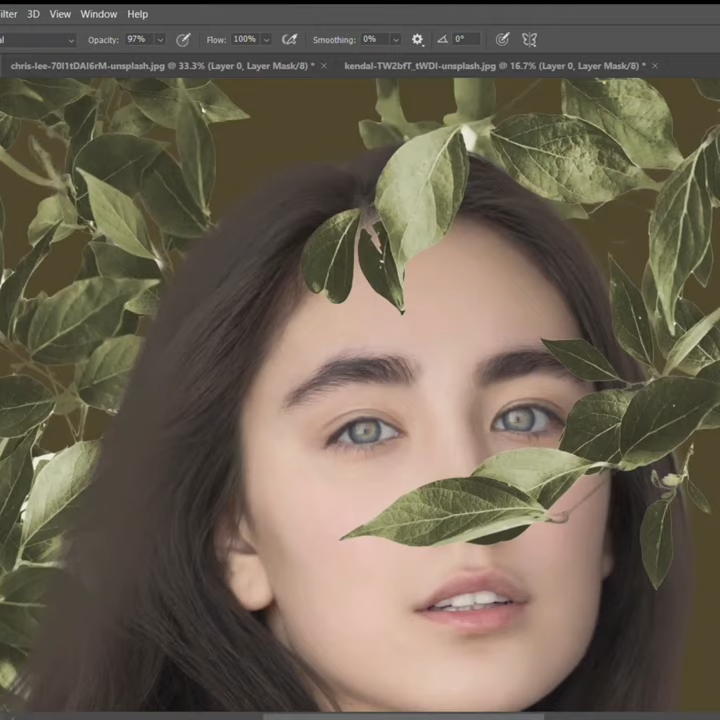 ilter 3D View Window Help
al Opacity: 97% Flow: 100% Smoothing: 0% 0°
chris-lee-70l1tDAI6rM-unsplash.jpg @ 33.3% (Layer 0, Layer Mask/8) * × kendal-TW2bfT_tWDI-unsplash.jpg @ 16.7% (Layer 0, Layer Mask/8) * ×